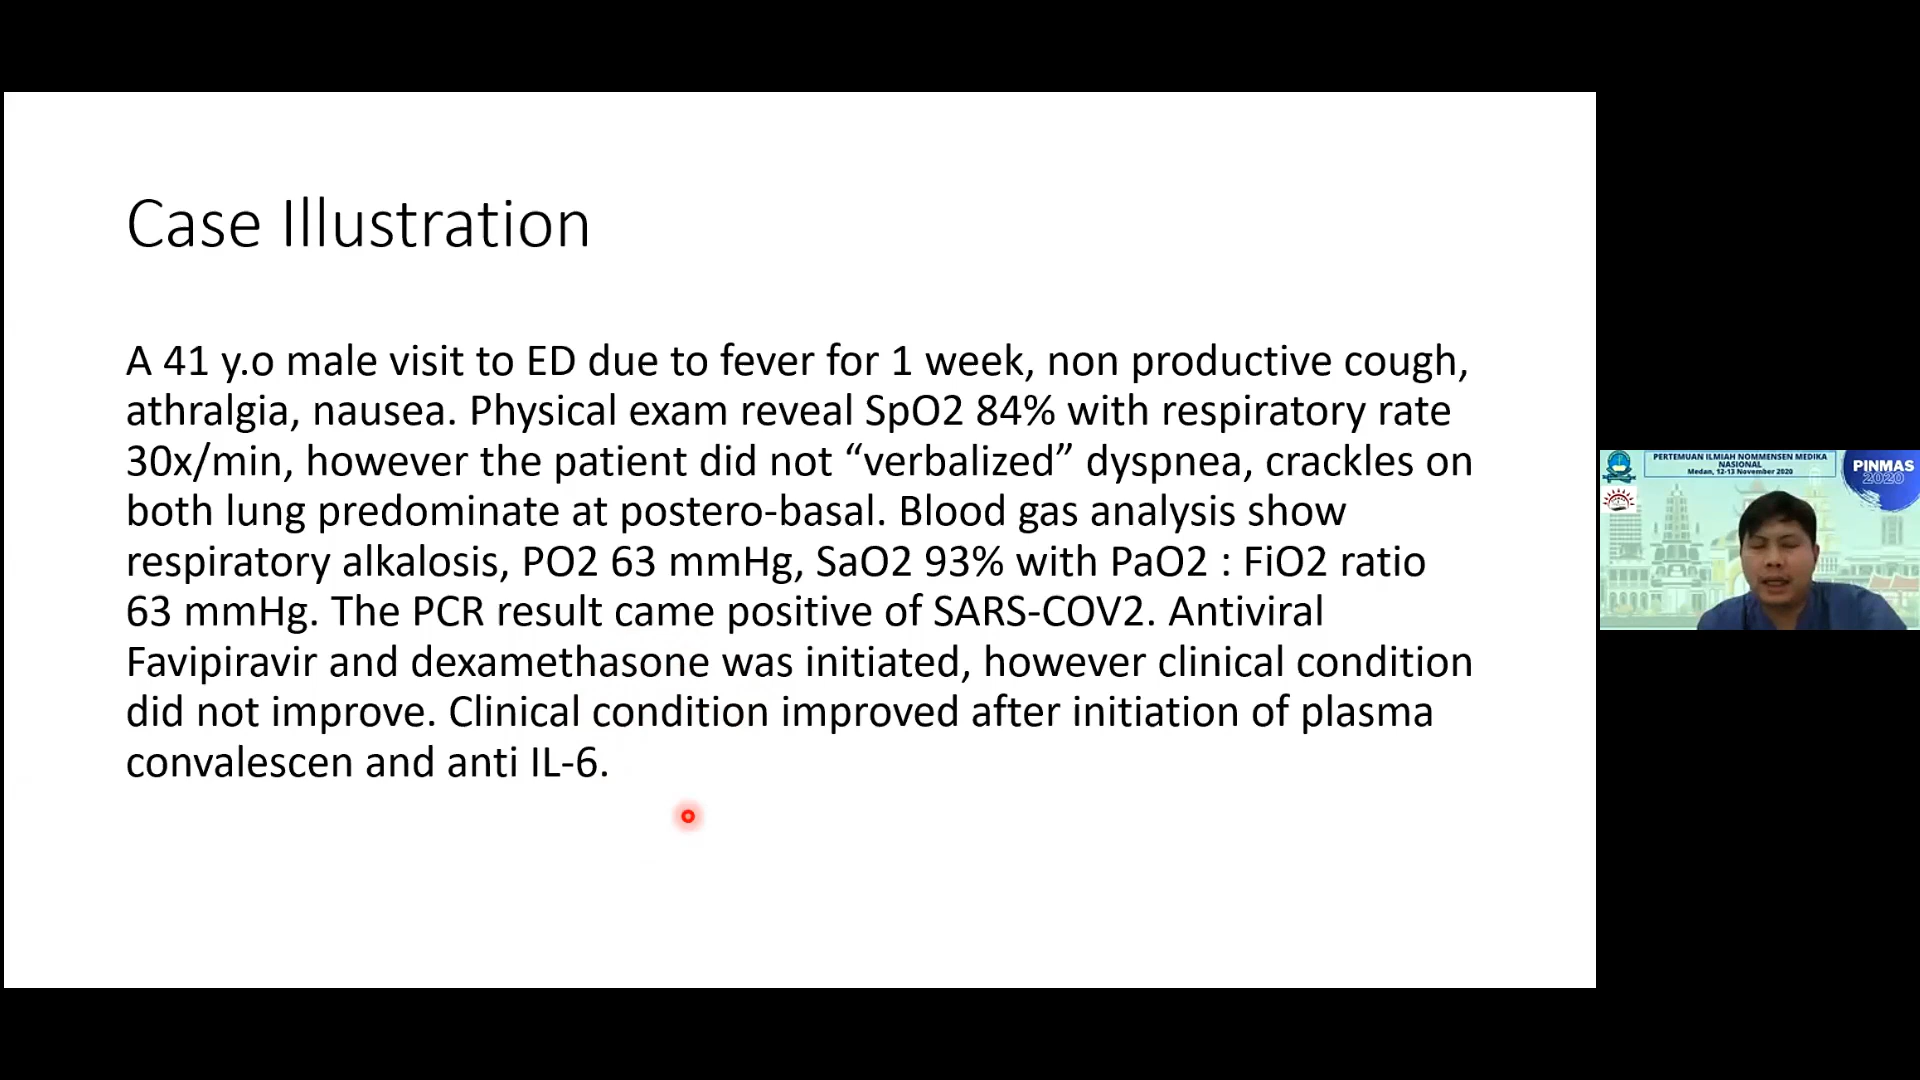 Case Illustration
A 41 y.o male visit to ED due to fever for 1 week, non productive cough,
athralgia, nausea. Physical exam reveal SpO2 84% with respiratory rate
30x/min, however the patient did not “verbalized” dyspnea, crackles on
both lung predominate at postero-basal. Blood gas analysis show
respiratory alkalosis, PO2 63 mmHg, SaO2 93% with PaO2 : FiO2 ratio
63 mmHg. The PCR result came positive of SARS-COV2. Antiviral
Favipiravir and dexamethasone was initiated, however clinical condition
did not improve. Clinical condition improved after initiation of plasma
convalescen and anti IL-6.
PERTEMUAN ILMIAH NOMMENSEN MEDIKA
NASIONAL
Medan, 12-13 November 2020
PINMAS
2020